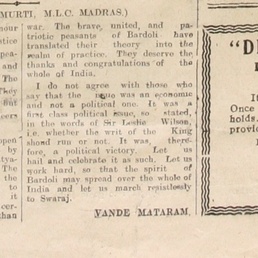 MURTI, M.L.C. MADRAS.)
war. The brave, united, and pa-
triotic peasants of Bardoli have
translated their theory into the
realm of practice. They deserve the
thanks and congratulations of the
whole of India.
I do not agree with those who
say that the issue was an economic
and not a political one. It was a
first class political issue, so stated,
in the words of Sir Leslie Wilson,
i.e. whether the writ of the King
should run or not. It was, there-
fore, a political victory. Let us
hail and celebrate it as such. Let us
work hard, so that the spirit of
Bardoli may spread over the whole of
India and let us march resistlessly
to Swaraj.
VANDE MATARAM.
"D
It
Once
holds.
provid